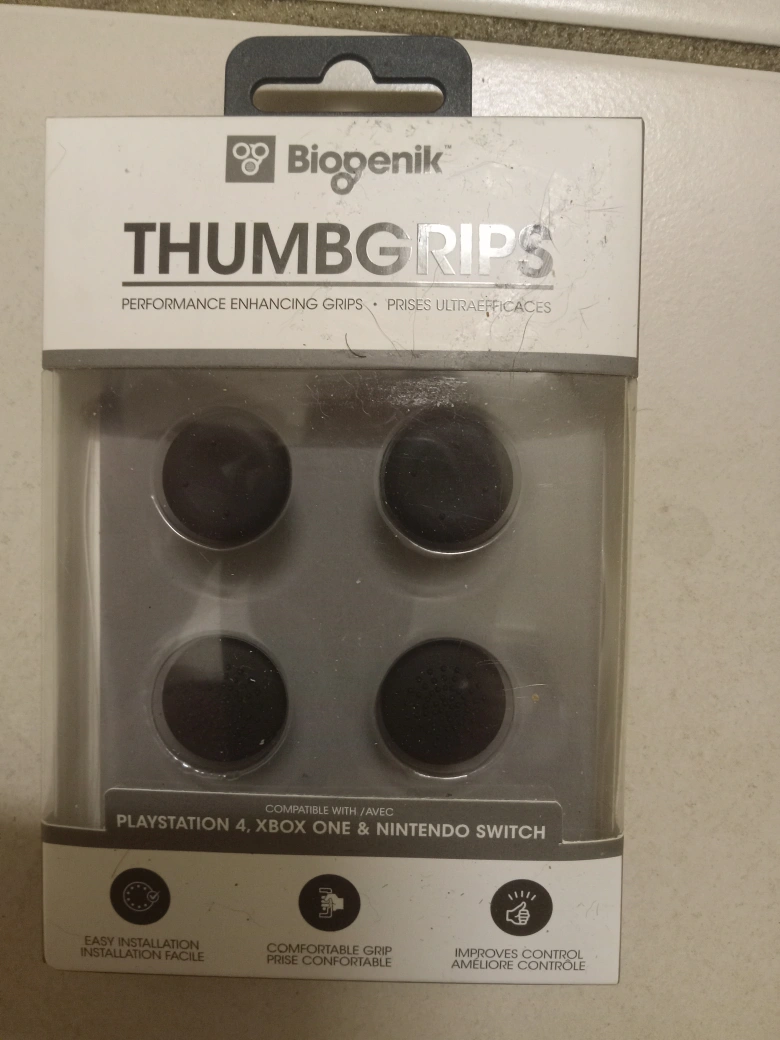 Biogenik™
THUMBGRIPS
PERFORMANCE ENHANCING GRIPS • PRISES ULTRAEFFICACES
COMPATIBLE WITH / AVEC
PLAYSTATION 4, XBOX ONE & NINTENDO SWITCH
EASY INSTALLATION
INSTALLATION FACILE
COMFORTABLE GRIP
PRISE CONFORTABLE
IMPROVES CONTROL
AMÉLIORE CONTRÔLE